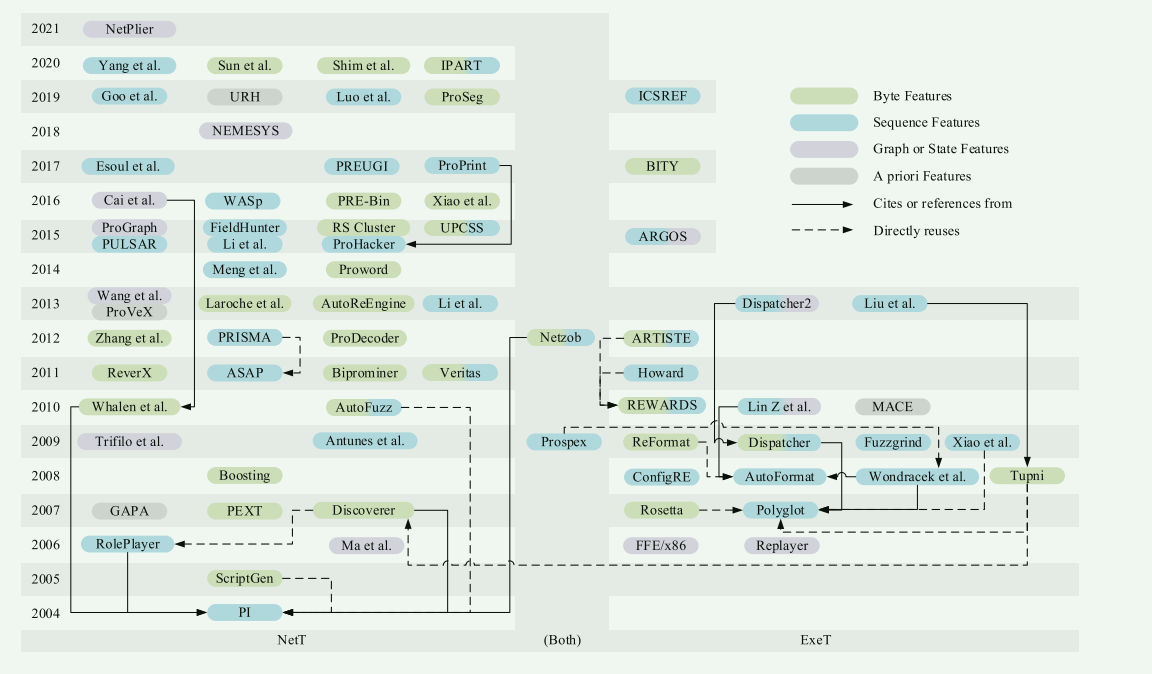 2021 NetPlier
2020 Yang et al. Sun et al. Shim et al. IPART
2019 Goo et al. URH Luo et al. ProSeg ICSREF
2018 NEMESYS
2017 Esoul et al. PREUGI ProPrint BITY
2016 Cai et al. WASp PRE-Bin Xiao et al.
ProGraph FieldHunter RS Cluster UPCSS
2015 ARGOS
PULSAR Li et al. ProHacker
2014 Meng et al. Proword
Wang et al.
2013 Laroche et al. AutoReEngine Li et al. Dispatcher2 Liu et al.
ProVeX
2012 Zhang et al. PRISMA ProDecoder Netzob ARTISTE
2011 ReverX ASAP Biprominer Veritas Howard
2010 Whalen et al. AutoFuzz REWARDS Lin Z et al. MACE
2009 Trifilo et al. Antunes et al. Prospex ReFormat Dispatcher Fuzzgrind Xiao et al.
2008 Boosting ConfigRE AutoFormat Wondracek et al. Tupni
2007 GAPA PEXT Discoverer Rosetta Polyglot
2006 RolePlayer Ma et al. FFE/x86 Replayer
2005 ScriptGen
2004 PI
NetT (Both) ExeT
Byte Features
Sequence Features
Graph or State Features
A priori Features
Cites or references from
Directly reuses